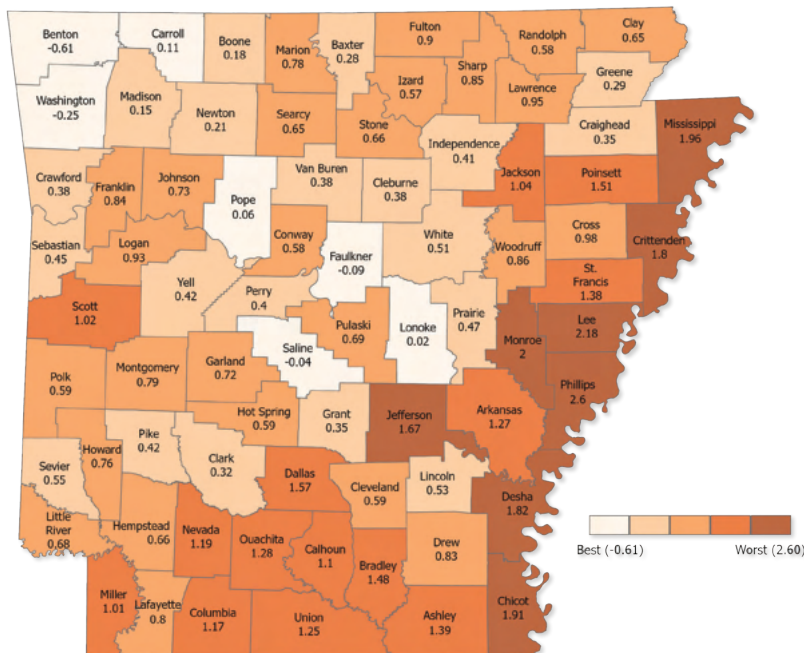 Benton
-0.61
Carroll
0.11
Boone
0.18
Marion
0.78
Baxter
0.28
Fulton
0.9
Randolph
0.58
Clay
0.65
Sharp
0.85
Izard
0.57
Lawrence
0.95
Greene
0.29
Washington
-0.25
Madison
0.15
Newton
0.21
Searcy
0.65
Stone
0.66
Independence
0.41
Craighead
0.35
Mississippi
1.96
Crawford
0.38
Franklin
0.84
Johnson
0.73
Pope
0.06
Van Buren
0.38
Cleburne
0.38
Jackson
1.04
Poinsett
1.51
Sebastian
0.45
Logan
0.93
Conway
0.58
Faulkner
-0.09
White
0.51
Woodruff
0.86
Cross
0.98
Crittenden
1.8
St.
Francis
1.38
Scott
1.02
Yell
0.42
Perry
0.4
Pulaski
0.69
Lonoke
0.02
Prairie
0.47
Monroe
2
Lee
2.18
Saline
-0.04
Polk
0.59
Montgomery
0.79
Garland
0.72
Phillips
2.6
Hot Spring
0.59
Grant
0.35
Jefferson
1.67
Arkansas
1.27
Sevier
0.55
Howard
0.76
Pike
0.42
Clark
0.32
Dallas
1.57
Cleveland
0.59
Lincoln
0.53
Desha
1.82
Little
River
0.68
Hempstead
0.66
Nevada
1.19
Ouachita
1.28
Calhoun
1.1
Bradley
1.48
Drew
0.83
Miller
1.01
Lafayette
0.8
Columbia
1.17
Union
1.25
Ashley
1.39
Chicot
1.91
Best (-0.61)
Worst (2.60)